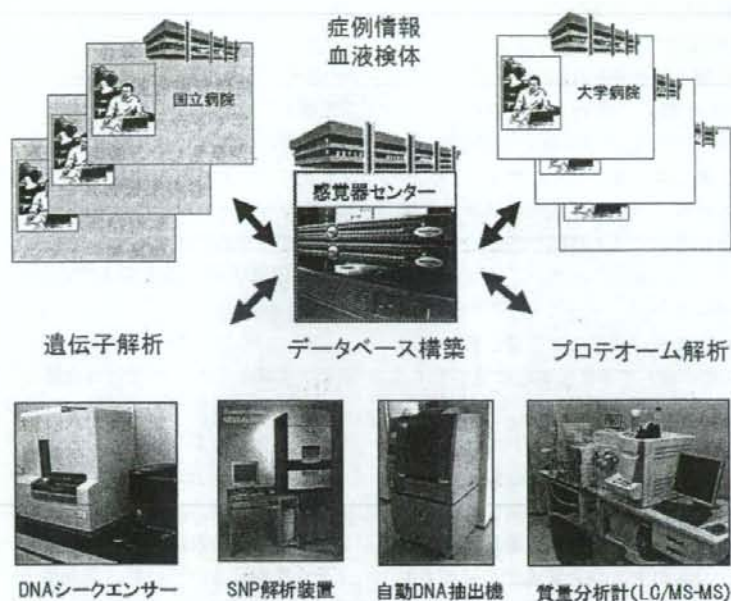 症例情報
血液検体
国立病院
大学病院
感覚器センター
遺伝子解析
データベース構築
プロテオーム解析
DNAシークエンサー
SNP解析装置
自動DNA抽出機
質量分析計(LC/MS-MS)